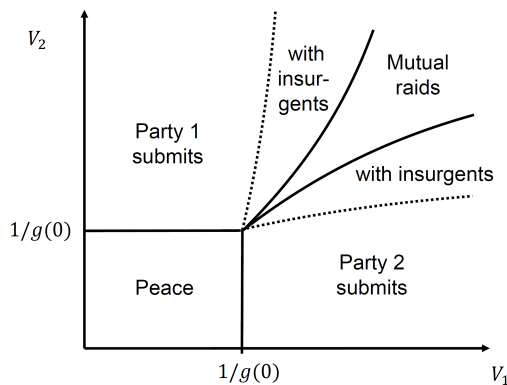 V₂
with
insur-
gents
Mutual
raids
Party 1
submits
with insurgents
1/g(0)
Party 2
submits
Peace
1/g(0)
V₁